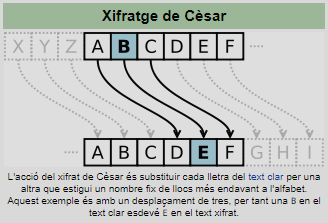 Xifratge de Cèsar
X Y Z A B C D E F
A B C D E F G H I
L'acció del xifrat de Cèsar és substituir cada lletra del text clar per una
altra que estigui un nombre fix de llocs més endavant a l'alfabet.
Aquest exemple és amb un desplaçament de tres, per tant una B en el
text clar esdevé E en el text xifrat.